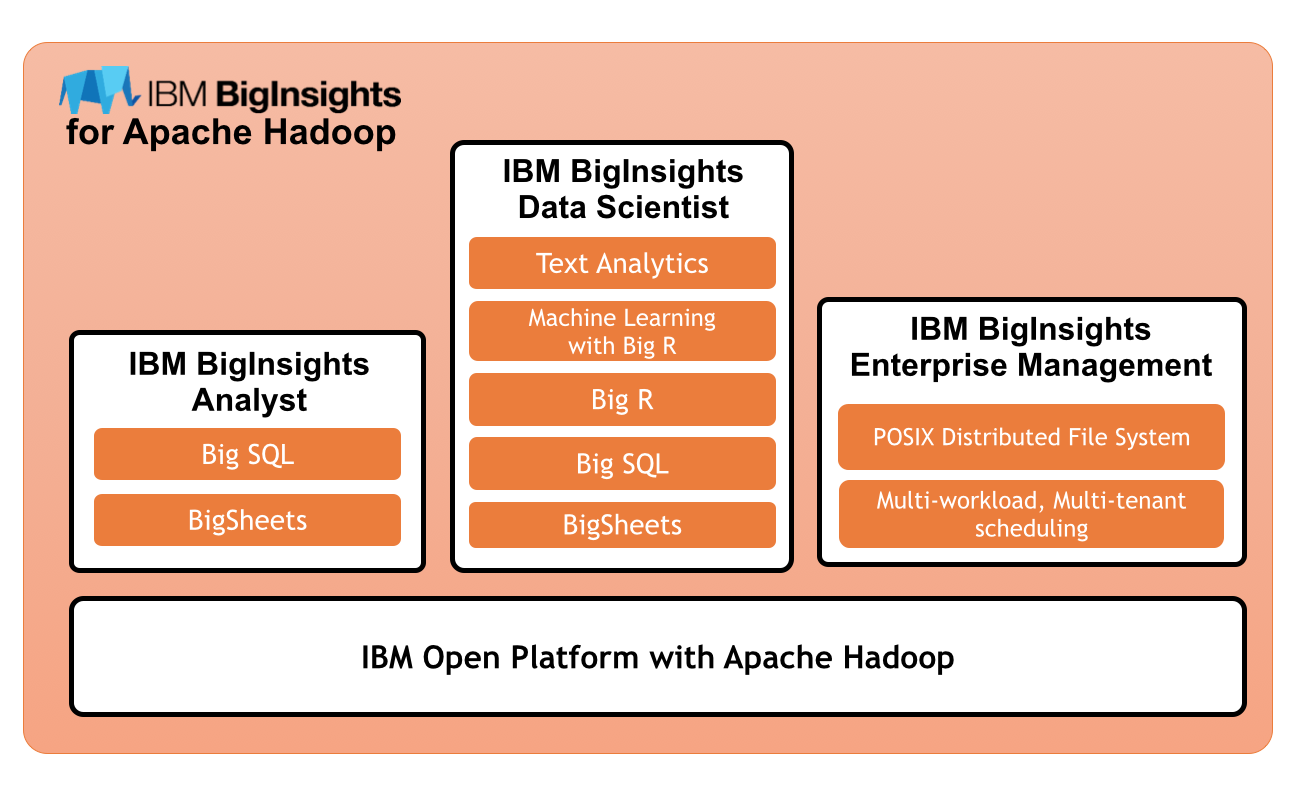 IBM BigInsights
for Apache Hadoop
IBM BigInsights
Analyst
Big SQL
BigSheets
IBM BigInsights
Data Scientist
Text Analytics
Machine Learning
with Big R
Big R
Big SQL
BigSheets
IBM BigInsights
Enterprise Management
POSIX Distributed File System
Multi-workload, Multi-tenant
scheduling
IBM Open Platform with Apache Hadoop